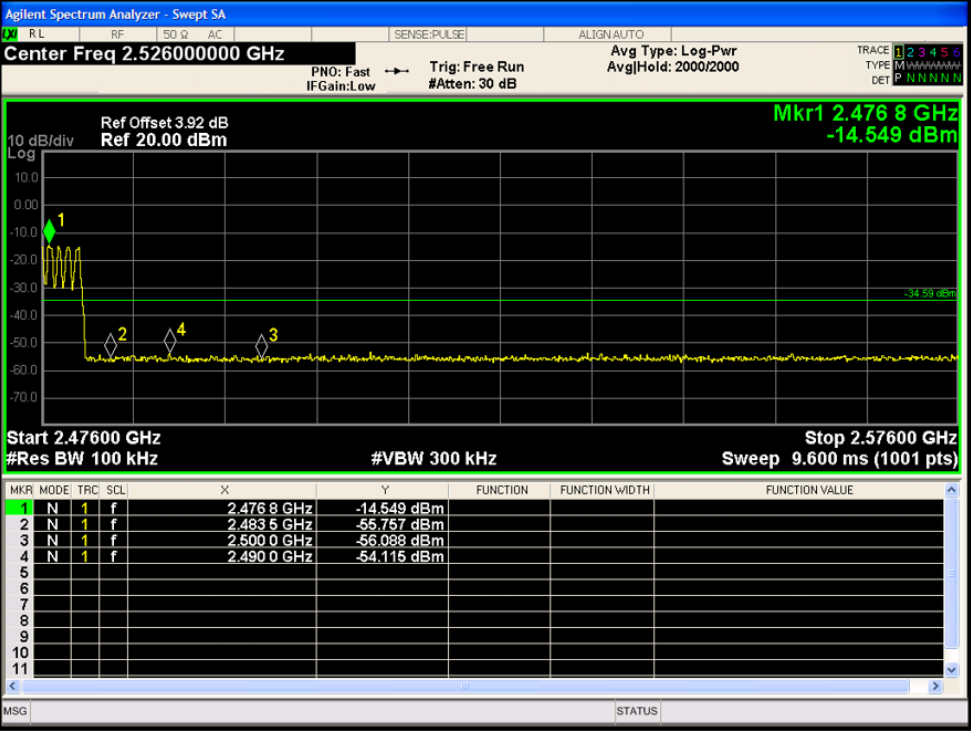 Agilent Spectrum Analyzer - Swept SA
LXI RL RF 50 Ω AC SENSE:PULSE ALIGN AUTO
Center Freq 2.526000000 GHz
PNO: Fast
IFGain:Low
Trig: Free Run
#Atten: 30 dB
Avg Type: Log-Pwr
Avg|Hold: 2000/2000
TRACE 1 2 3 4 5 6
TYPE M
DET P N N N N N
Mkr1 2.476 8 GHz
-14.549 dBm
Ref Offset 3.92 dB
10 dB/div Ref 20.00 dBm
Log
10.0
0.00
-10.0
-20.0
-30.0
-40.0
-50.0
-60.0
-70.0
1
2
4
3
-34.59 dBm
Start 2.47600 GHz
Stop 2.57600 GHz
#Res BW 100 kHz
#VBW 300 kHz
Sweep 9.600 ms (1001 pts)
MKR MODE TRC SCL X Y FUNCTION FUNCTION WIDTH FUNCTION VALUE
1 N 1 f 2.476 8 GHz -14.549 dBm
2 N 1 f 2.483 5 GHz -55.757 dBm
3 N 1 f 2.500 0 GHz -56.088 dBm
4 N 1 f 2.490 0 GHz -54.115 dBm
5
6
7
8
9
10
11
MSG STATUS